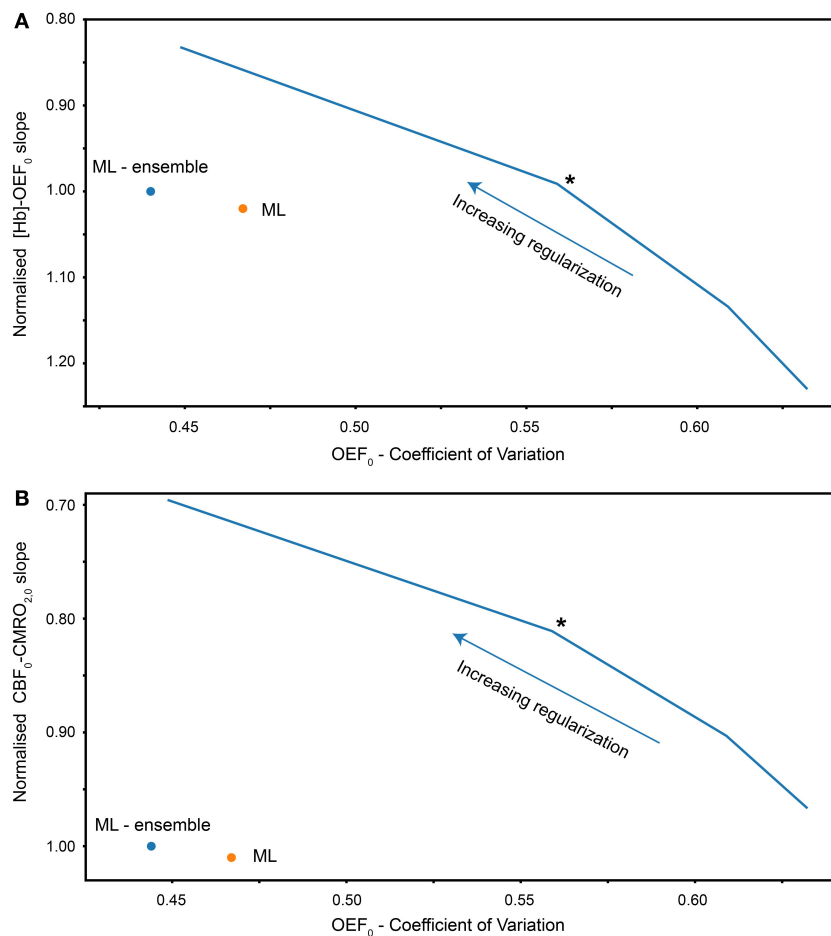 A
Normalised [Hb]-OEF₀ slope
0.80
0.90
1.00
1.10
1.20
ML - ensemble
ML
*
Increasing regularization
0.45
0.50
0.55
0.60
OEF₀ - Coefficient of Variation
B
Normalised CBF₀-CMRO₂,₀ slope
0.70
0.80
0.90
1.00
*
Increasing regularization
ML - ensemble
ML
0.45
0.50
0.55
0.60
OEF₀ - Coefficient of Variation